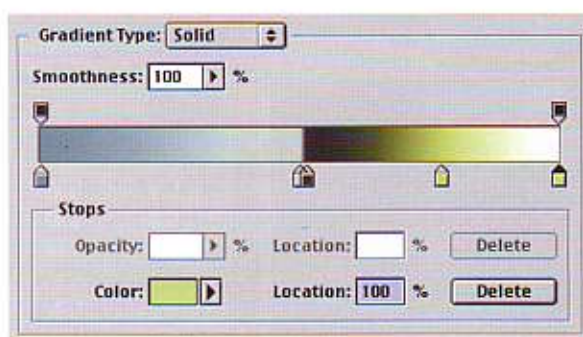 Gradient Type: Solid
Smoothness: 100 %
Stops
Opacity: % Location: % Delete
Color: Location: 100 % Delete